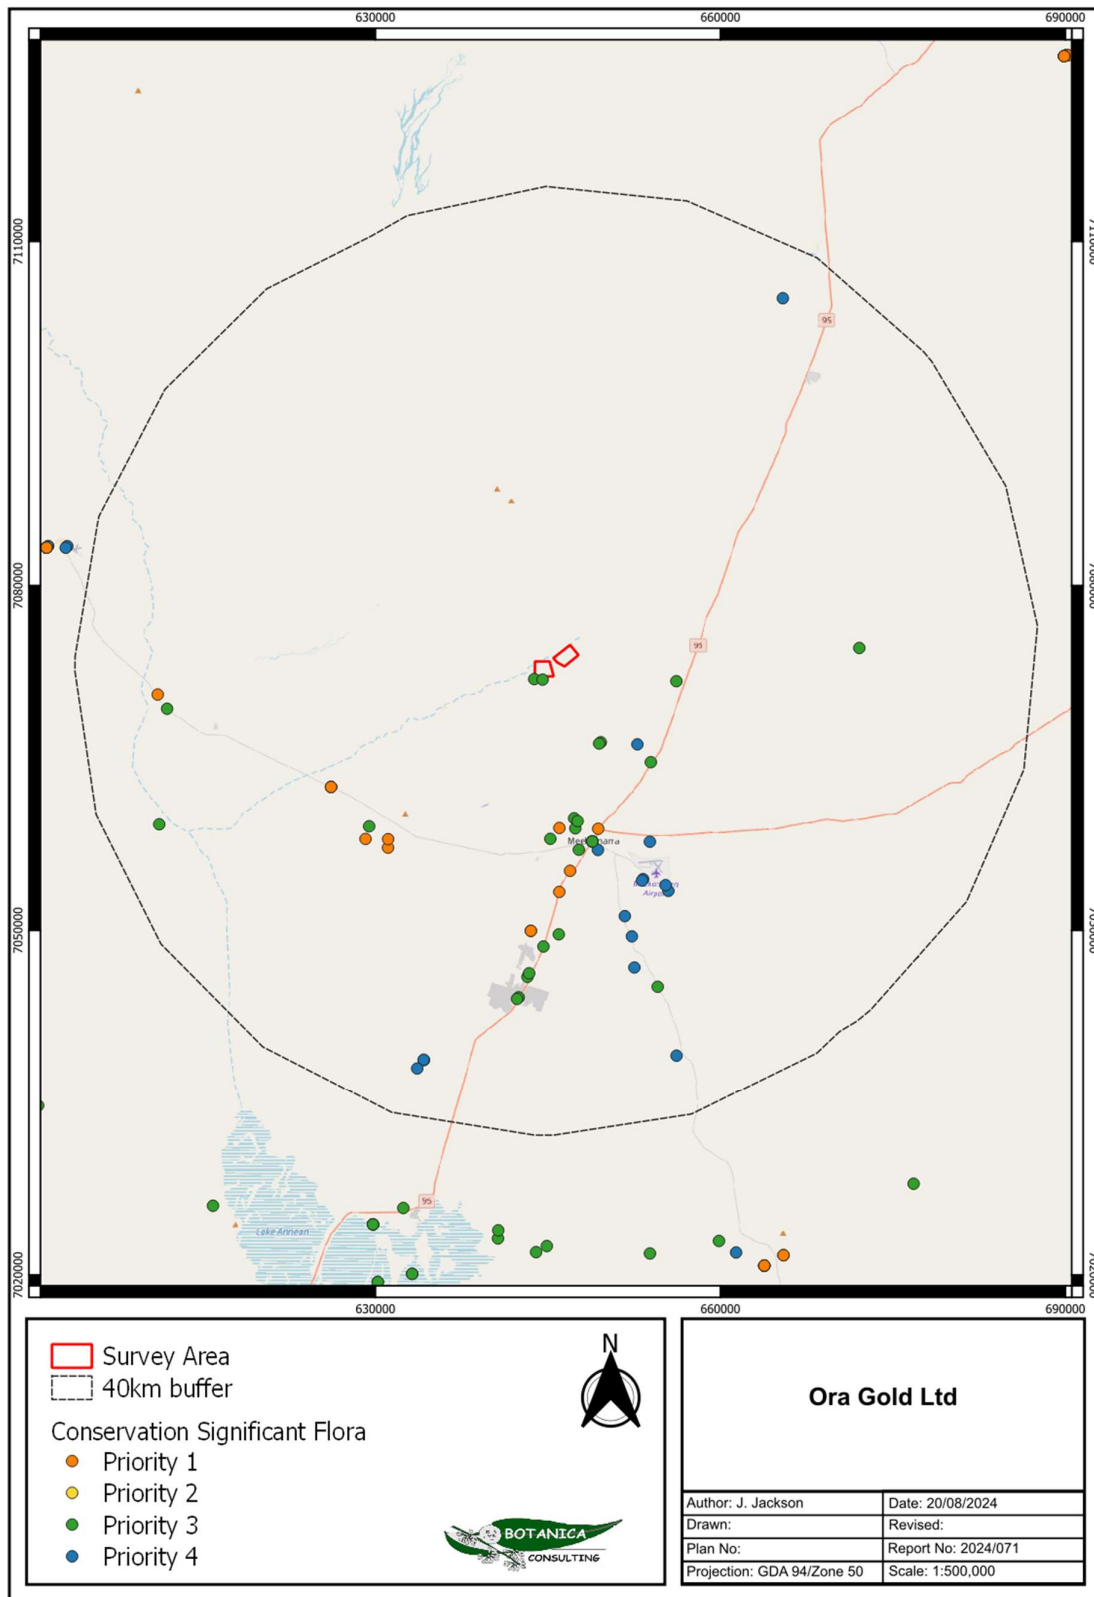 630000 660000 690000
7110000
95
7080000
95
Airport
7050000
95
Lake Annean
7020000
630000 660000 690000
Survey Area
40km buffer
N
Conservation Significant Flora
Priority 1
Priority 2
Priority 3
Priority 4
BOTANICA
CONSULTING
Ora Gold Ltd
Author: J. Jackson Date: 20/08/2024
Drawn: Revised:
Plan No: Report No: 2024/071
Projection: GDA 94/Zone 50 Scale: 1:500,000